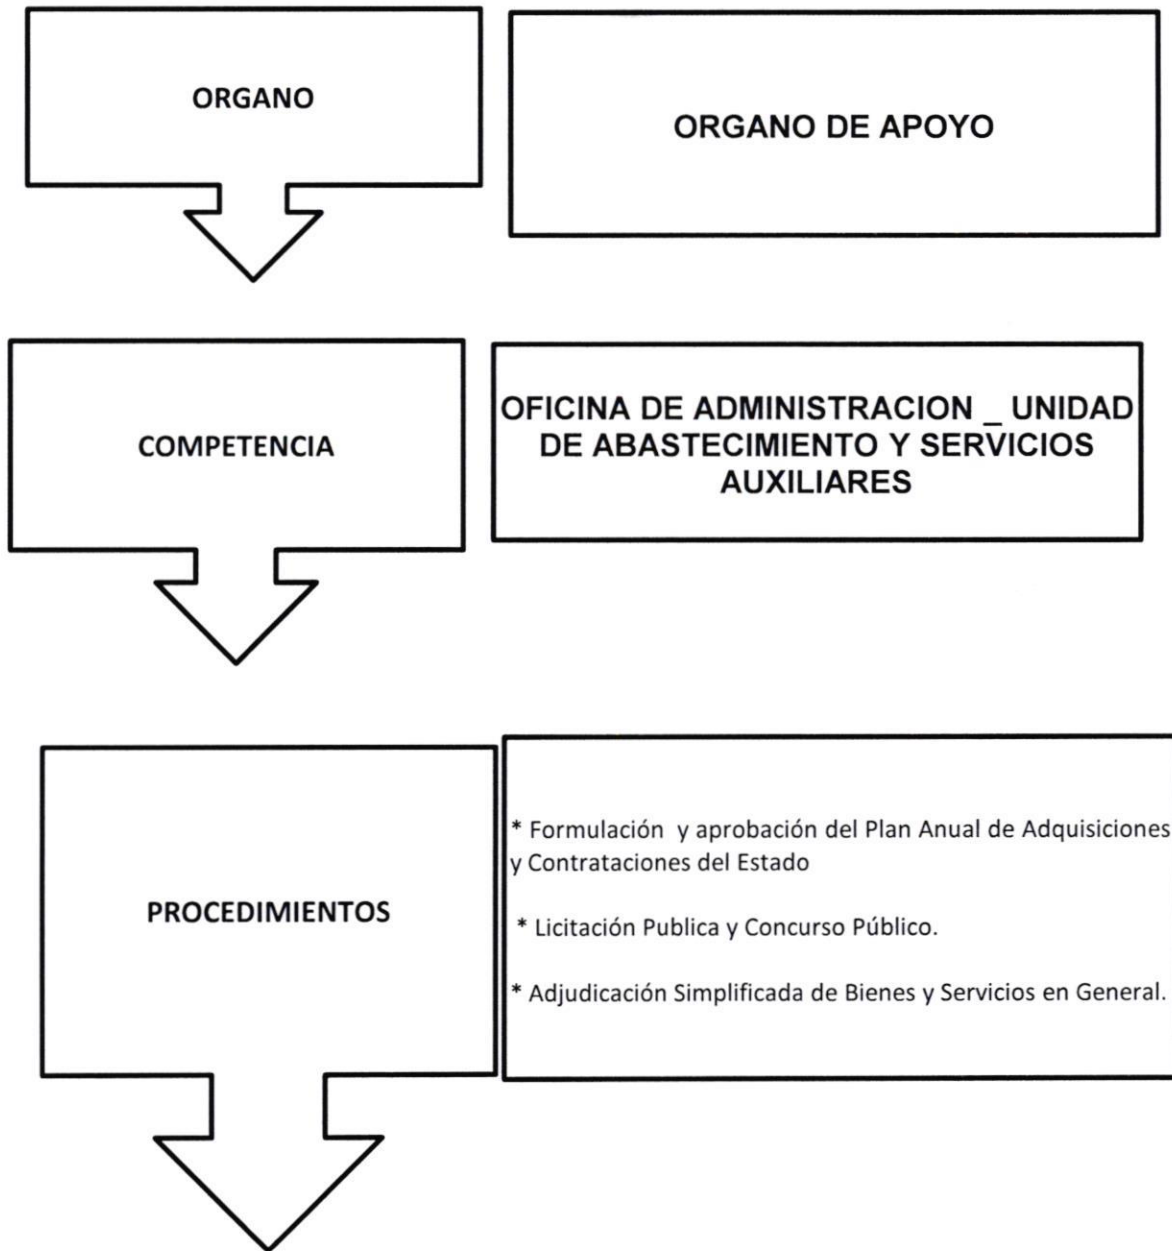 ORGANO
ORGANO DE APOYO
COMPETENCIA
OFICINA DE ADMINISTRACION _ UNIDAD
DE ABASTECIMIENTO Y SERVICIOS
AUXILIARES
PROCEDIMIENTOS
* Formulación y aprobación del Plan Anual de Adquisiciones
y Contrataciones del Estado
* Licitación Publica y Concurso Público.
* Adjudicación Simplificada de Bienes y Servicios en General.